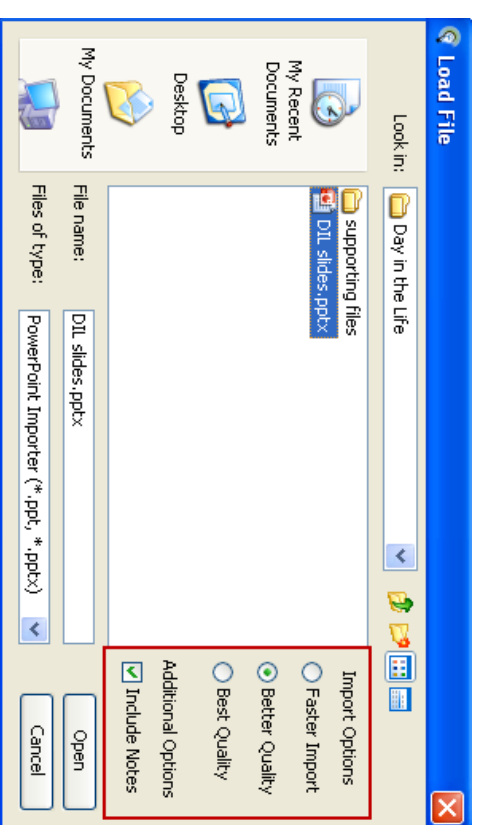 Load File
Look in:
Day in the Life
My Recent
Documents
Desktop
My Documents
supporting files
DIL slides.pptx
Import Options
Faster Import
Better Quality
Best Quality
Additional Options
Include Notes
File name:
DIL slides.pptx
Open
Files of type:
PowerPoint Importer (*.ppt, *.pptx)
Cancel